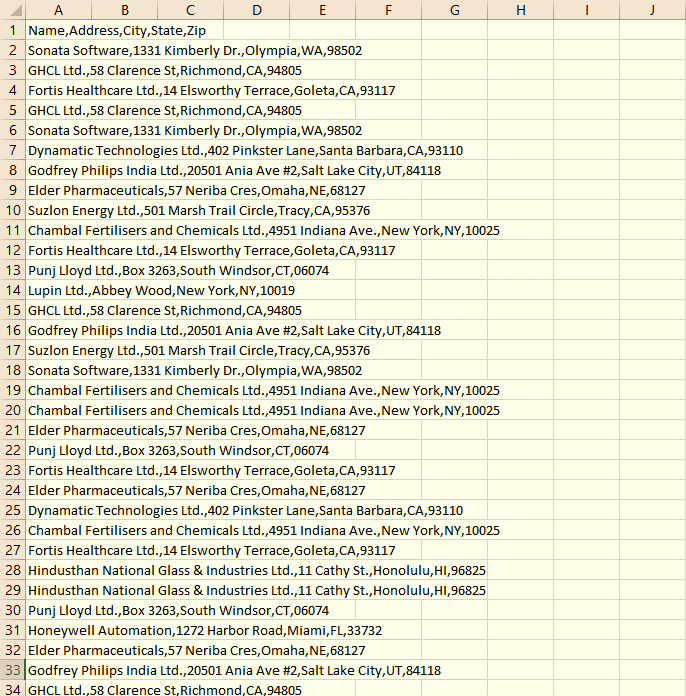 A B C D E F G H I J
1 Name,Address,City,State,Zip
2 Sonata Software,1331 Kimberly Dr.,Olympia,WA,98502
3 GHCL Ltd.,58 Clarence St,Richmond,CA,94805
4 Fortis Healthcare Ltd.,14 Elsworthy Terrace,Goleta,CA,93117
5 GHCL Ltd.,58 Clarence St,Richmond,CA,94805
6 Sonata Software,1331 Kimberly Dr.,Olympia,WA,98502
7 Dynamatic Technologies Ltd.,402 Pinkster Lane,Santa Barbara,CA,93110
8 Godfrey Philips India Ltd.,20501 Ania Ave #2,Salt Lake City,UT,84118
9 Elder Pharmaceuticals,57 Neriba Cres,Omaha,NE,68127
10 Suzlon Energy Ltd.,501 Marsh Trail Circle,Tracy,CA,95376
11 Chambal Fertilisers and Chemicals Ltd.,4951 Indiana Ave.,New York,NY,10025
12 Fortis Healthcare Ltd.,14 Elsworthy Terrace,Goleta,CA,93117
13 Punj Lloyd Ltd.,Box 3263,South Windsor,CT,06074
14 Lupin Ltd.,Abbey Wood,New York,NY,10019
15 GHCL Ltd.,58 Clarence St,Richmond,CA,94805
16 Godfrey Philips India Ltd.,20501 Ania Ave #2,Salt Lake City,UT,84118
17 Suzlon Energy Ltd.,501 Marsh Trail Circle,Tracy,CA,95376
18 Sonata Software,1331 Kimberly Dr.,Olympia,WA,98502
19 Chambal Fertilisers and Chemicals Ltd.,4951 Indiana Ave.,New York,NY,10025
20 Chambal Fertilisers and Chemicals Ltd.,4951 Indiana Ave.,New York,NY,10025
21 Elder Pharmaceuticals,57 Neriba Cres,Omaha,NE,68127
22 Punj Lloyd Ltd.,Box 3263,South Windsor,CT,06074
23 Fortis Healthcare Ltd.,14 Elsworthy Terrace,Goleta,CA,93117
24 Elder Pharmaceuticals,57 Neriba Cres,Omaha,NE,68127
25 Dynamatic Technologies Ltd.,402 Pinkster Lane,Santa Barbara,CA,93110
26 Chambal Fertilisers and Chemicals Ltd.,4951 Indiana Ave.,New York,NY,10025
27 Fortis Healthcare Ltd.,14 Elsworthy Terrace,Goleta,CA,93117
28 Hindusthan National Glass & Industries Ltd.,11 Cathy St.,Honolulu,HI,96825
29 Hindusthan National Glass & Industries Ltd.,11 Cathy St.,Honolulu,HI,96825
30 Punj Lloyd Ltd.,Box 3263,South Windsor,CT,06074
31 Honeywell Automation,1272 Harbor Road,Miami,FL,33732
32 Elder Pharmaceuticals,57 Neriba Cres,Omaha,NE,68127
33 Godfrey Philips India Ltd.,20501 Ania Ave #2,Salt Lake City,UT,84118
34 GHCL Ltd.,58 Clarence St,Richmond,CA,94805